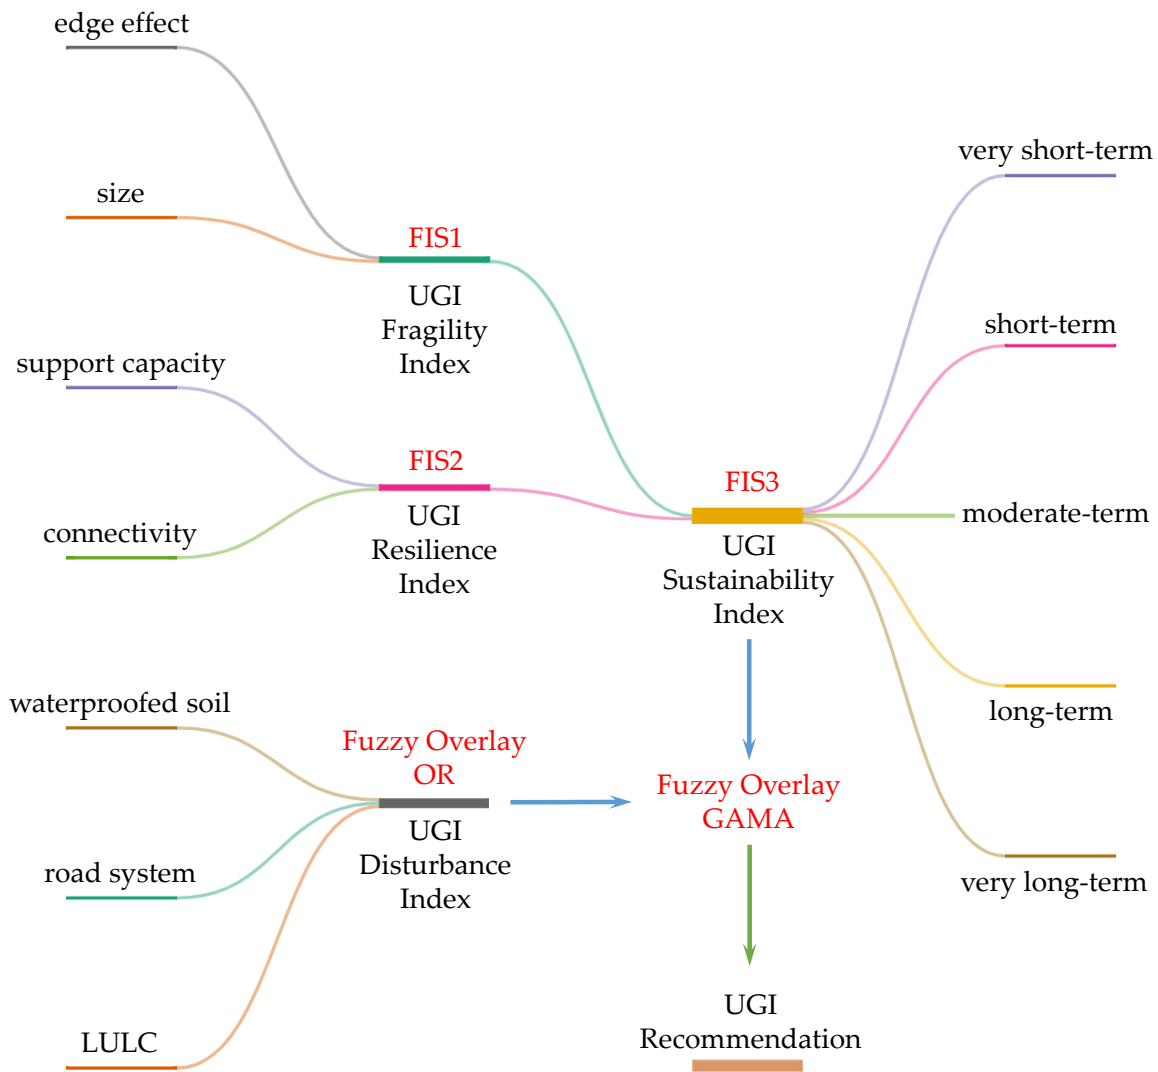 edge effect
size
FIS1
UGI
Fragility
Index
support capacity
connectivity
FIS2
UGI
Resilience
Index
FIS3
UGI
Sustainability
Index
very short-term
short-term
moderate-term
long-term
very long-term
waterproofed soil
road system
LULC
Fuzzy Overlay
OR
UGI
Disturbance
Index
Fuzzy Overlay
GAMA
UGI
Recommendation